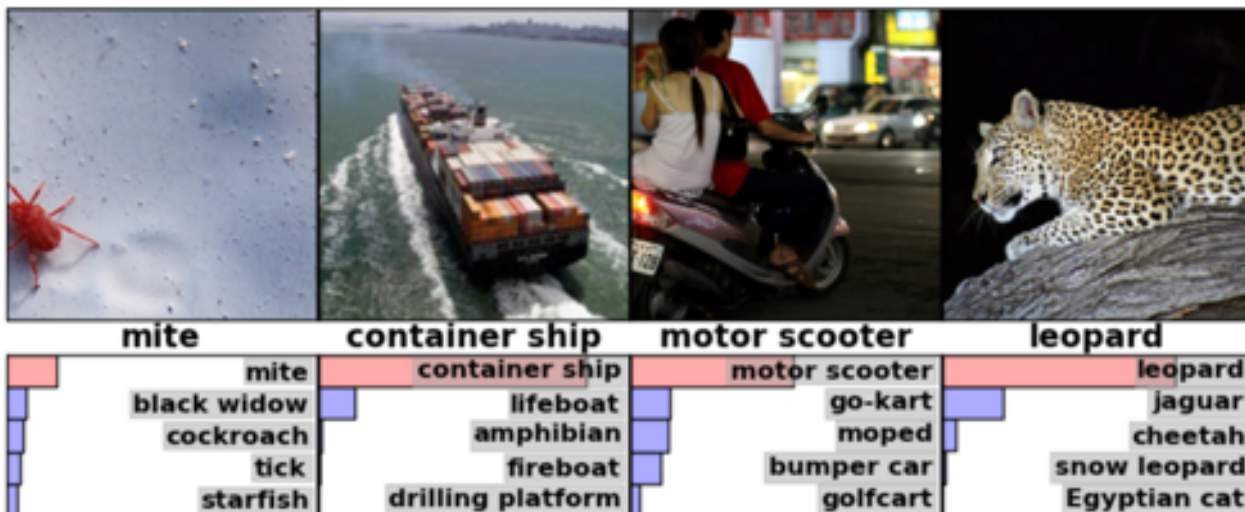 mite
container ship
motor scooter
leopard
mite
black widow
cockroach
tick
starfish
container ship
lifeboat
amphibian
fireboat
drilling platform
motor scooter
go-kart
moped
bumper car
golfcart
leopard
jaguar
cheetah
snow leopard
Egyptian cat